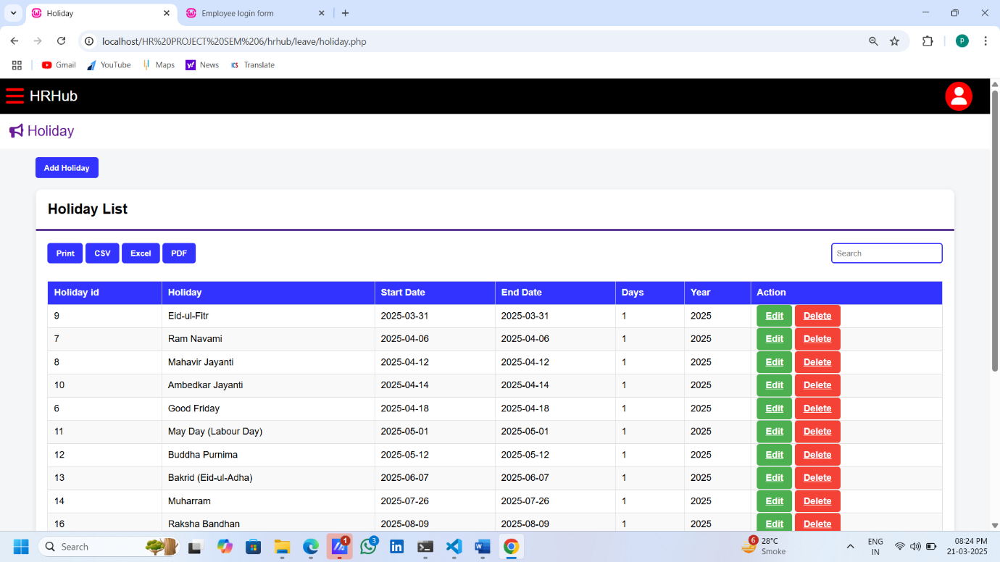 Holiday
Employee login form
localhost/HR%20PROJECT%20SEM%206/hrhub/leave/holiday.php
P
Gmail YouTube Maps News ICS Translate
HRHub
Holiday
Add Holiday
Holiday List
Print CSV Excel PDF Search
Holiday id Holiday Start Date End Date Days Year Action
9 Eid-ul-Fitr 2025-03-31 2025-03-31 1 2025 Edit Delete
7 Ram Navami 2025-04-06 2025-04-06 1 2025 Edit Delete
8 Mahavir Jayanti 2025-04-12 2025-04-12 1 2025 Edit Delete
10 Ambedkar Jayanti 2025-04-14 2025-04-14 1 2025 Edit Delete
6 Good Friday 2025-04-18 2025-04-18 1 2025 Edit Delete
11 May Day (Labour Day) 2025-05-01 2025-05-01 1 2025 Edit Delete
12 Buddha Purnima 2025-05-12 2025-05-12 1 2025 Edit Delete
13 Bakrid (Eid-ul-Adha) 2025-06-07 2025-06-07 1 2025 Edit Delete
14 Muharram 2025-07-26 2025-07-26 1 2025 Edit Delete
16 Raksha Bandhan 2025-08-09 2025-08-09 1 2025 Edit Delete
Search 1 3 6 28°C ENG 08:24 PM
Smoke IN 21-03-2025